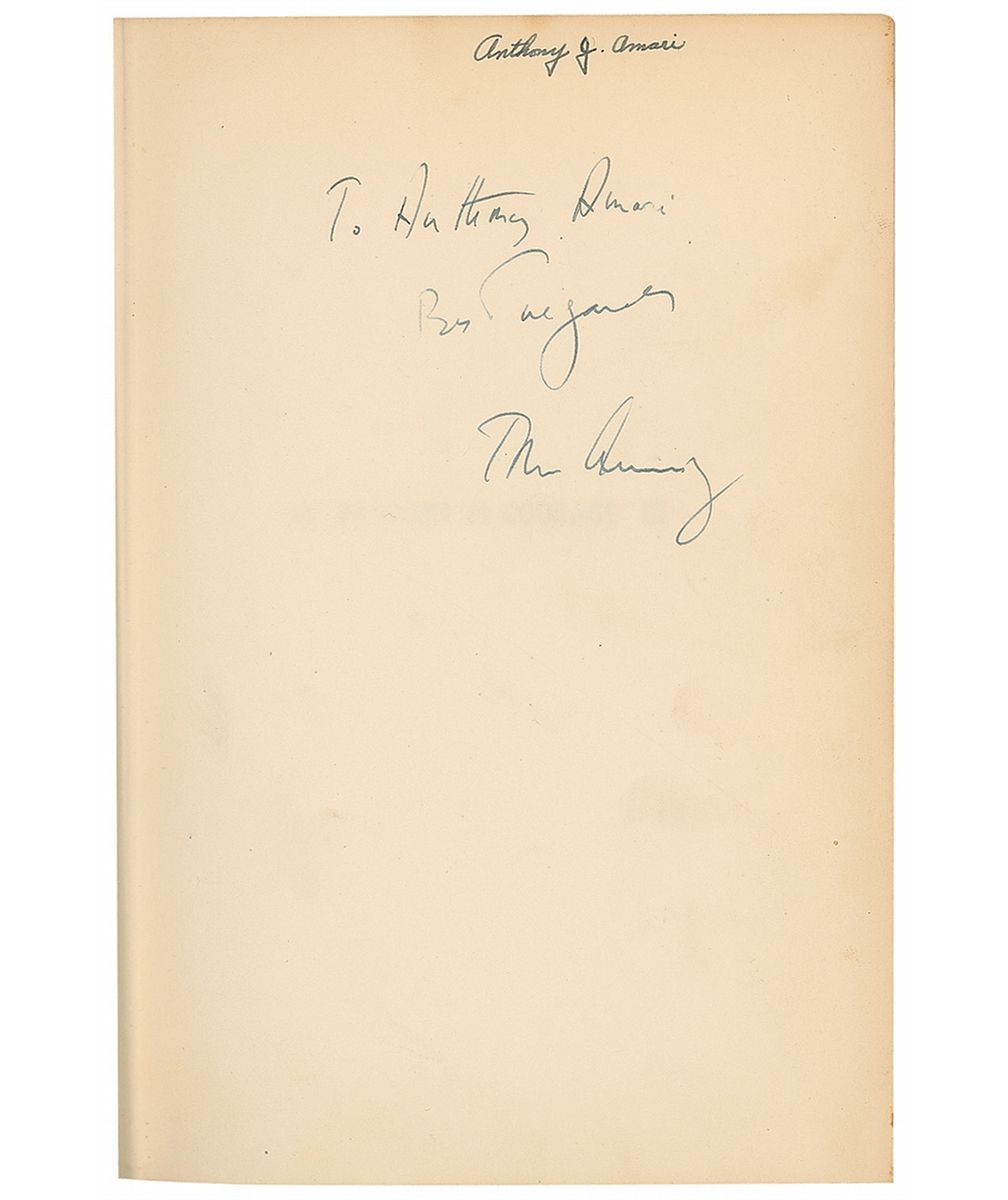 Anthony J. Amari
To Anthony Amari
Best regards